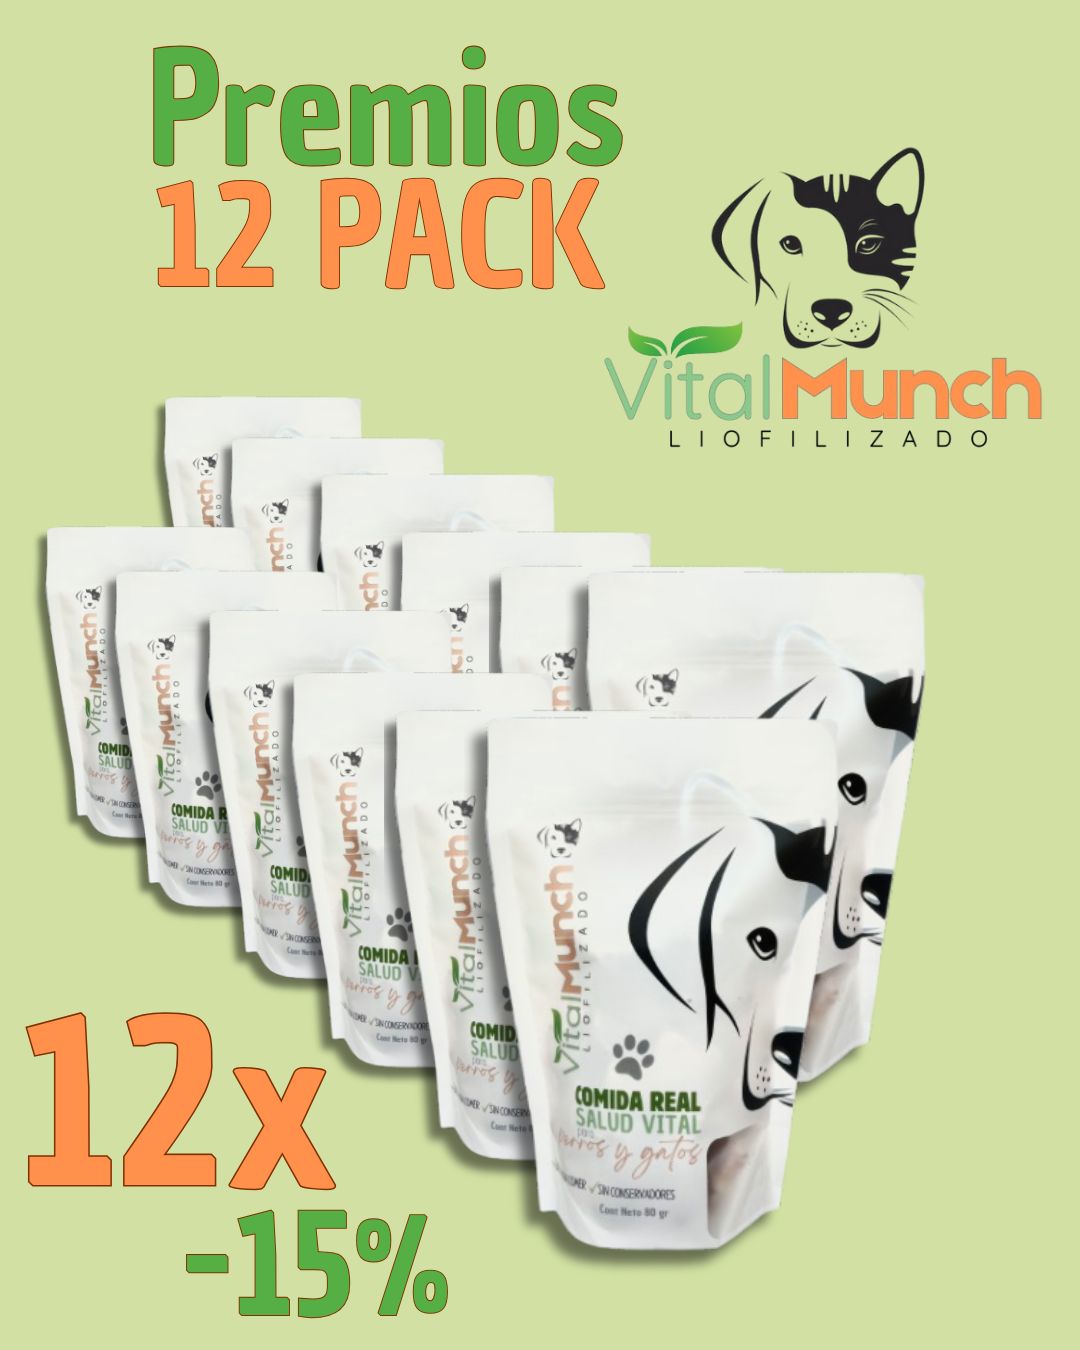 Premios
12 PACK
VitalMunch
LIOFILIZADO
VitalMunch
LIOFILIZADO
COMIDA REAL
SALUD VITAL
para
perros y gatos
✓SIN CONSERVADORES
Cont Neto 80 gr
12x
-15%